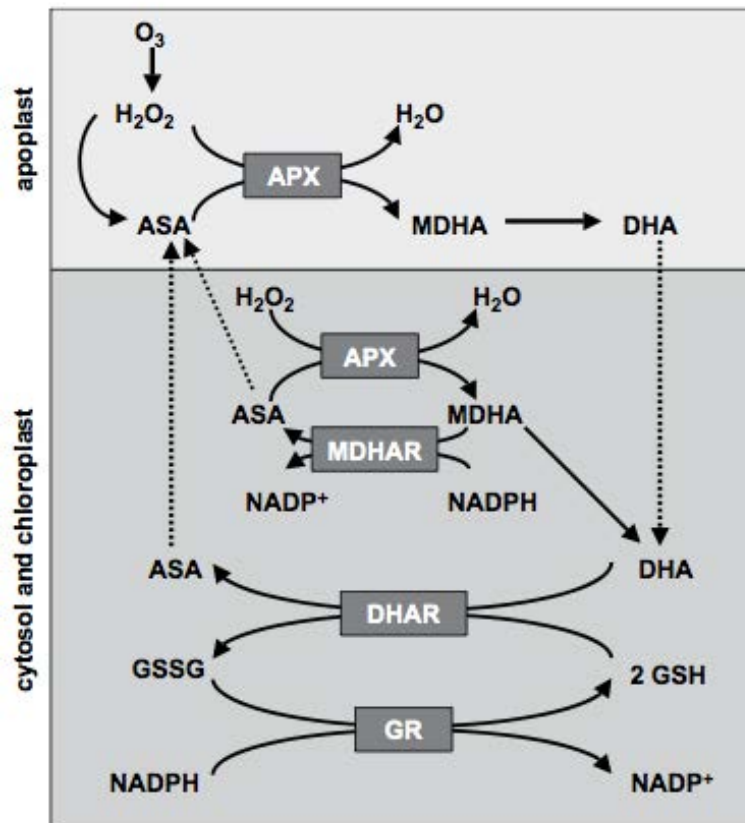 apoplast
O₃
H₂O₂
H₂O
APX
ASA
MDHA
DHA
cytosol and chloroplast
H₂O₂
H₂O
APX
ASA
MDHA
MDHAR
NADP⁺
NADPH
ASA
DHA
DHAR
GSSG
2 GSH
GR
NADPH
NADP⁺